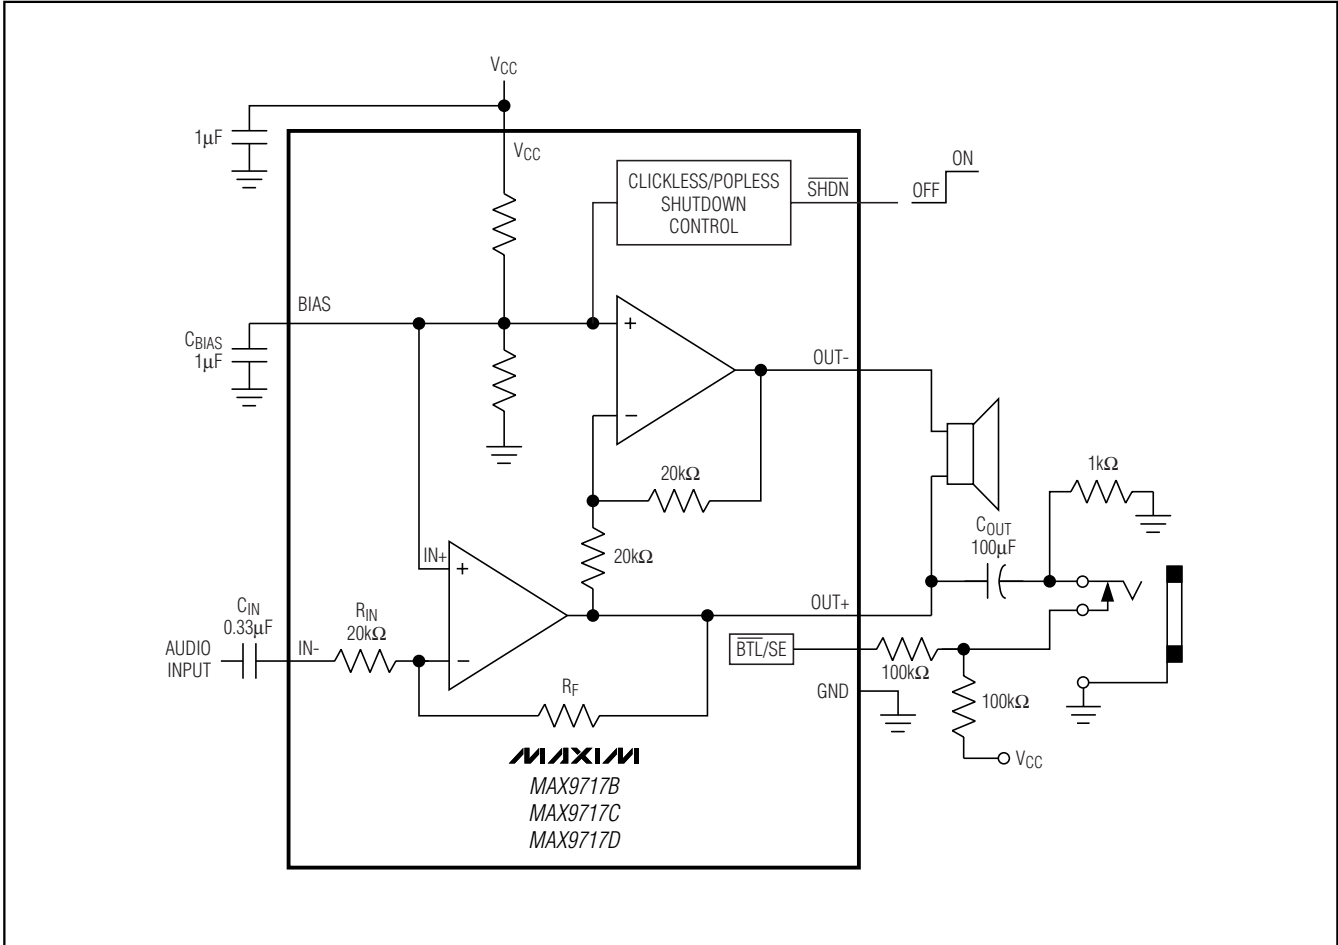 VCC
1µF
VCC
CLICKLESS/POPLESS
SHUTDOWN
CONTROL
SHDN
OFF
ON
BIAS
CBIAS
1µF
+
OUT-
−
20kΩ
1kΩ
COUT
100µF
20kΩ
IN+
+
OUT+
CIN
0.33µF
RIN
20kΩ
AUDIO
INPUT
IN-
−
BTL/SE
100kΩ
GND
RF
100kΩ
VCC
MAXIM
MAX9717B
MAX9717C
MAX9717D